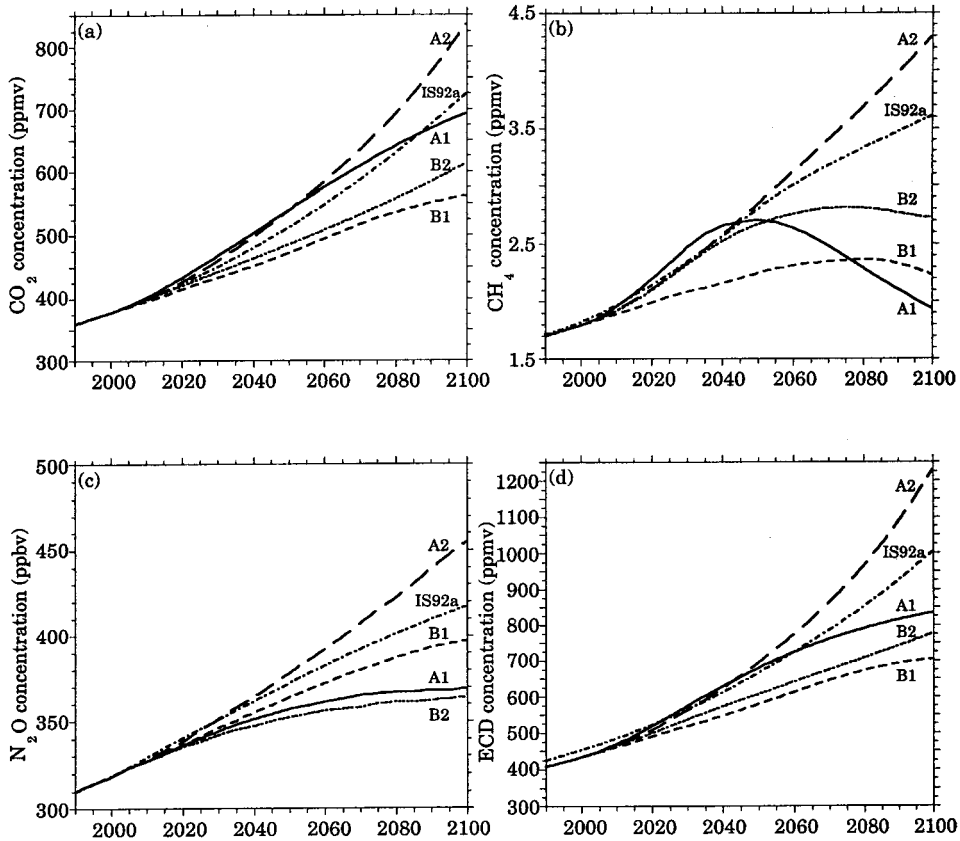 (a)
CO2 concentration (ppmv)
850
750
700
600
500
400
300
A2
IS92a
A1
B2
B1
2000 2020 2040 2060 2080 2100
(b)
CH4 concentration (ppmv)
4.5
3.5
2.5
1.5
A2
IS92a
B2
B1
A1
2000 2020 2040 2060 2080 2100
(c)
N2O concentration (ppbv)
500
450
400
350
300
A2
IS92a
B1
A1
B2
2000 2020 2040 2060 2080 2100
(d)
ECD concentration (ppmv)
1200
1100
1000
900
800
700
600
500
400
300
A2
IS92a
A1
B2
B1
2000 2020 2040 2060 2080 2100